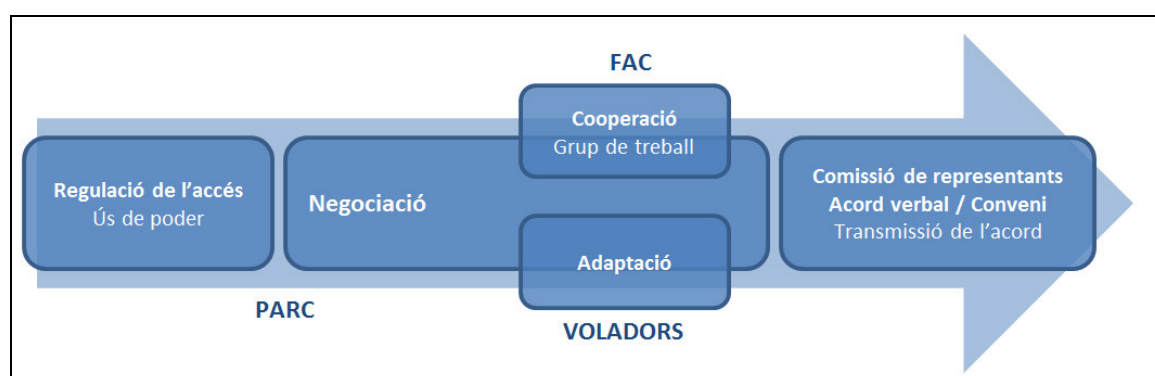 FAC
Cooperació
Grup de treball
Regulació de l’accés
Ús de poder
Negociació
Comissió de representants
Acord verbal / Conveni
Transmissió de l’acord
Adaptació
PARC
VOLADORS